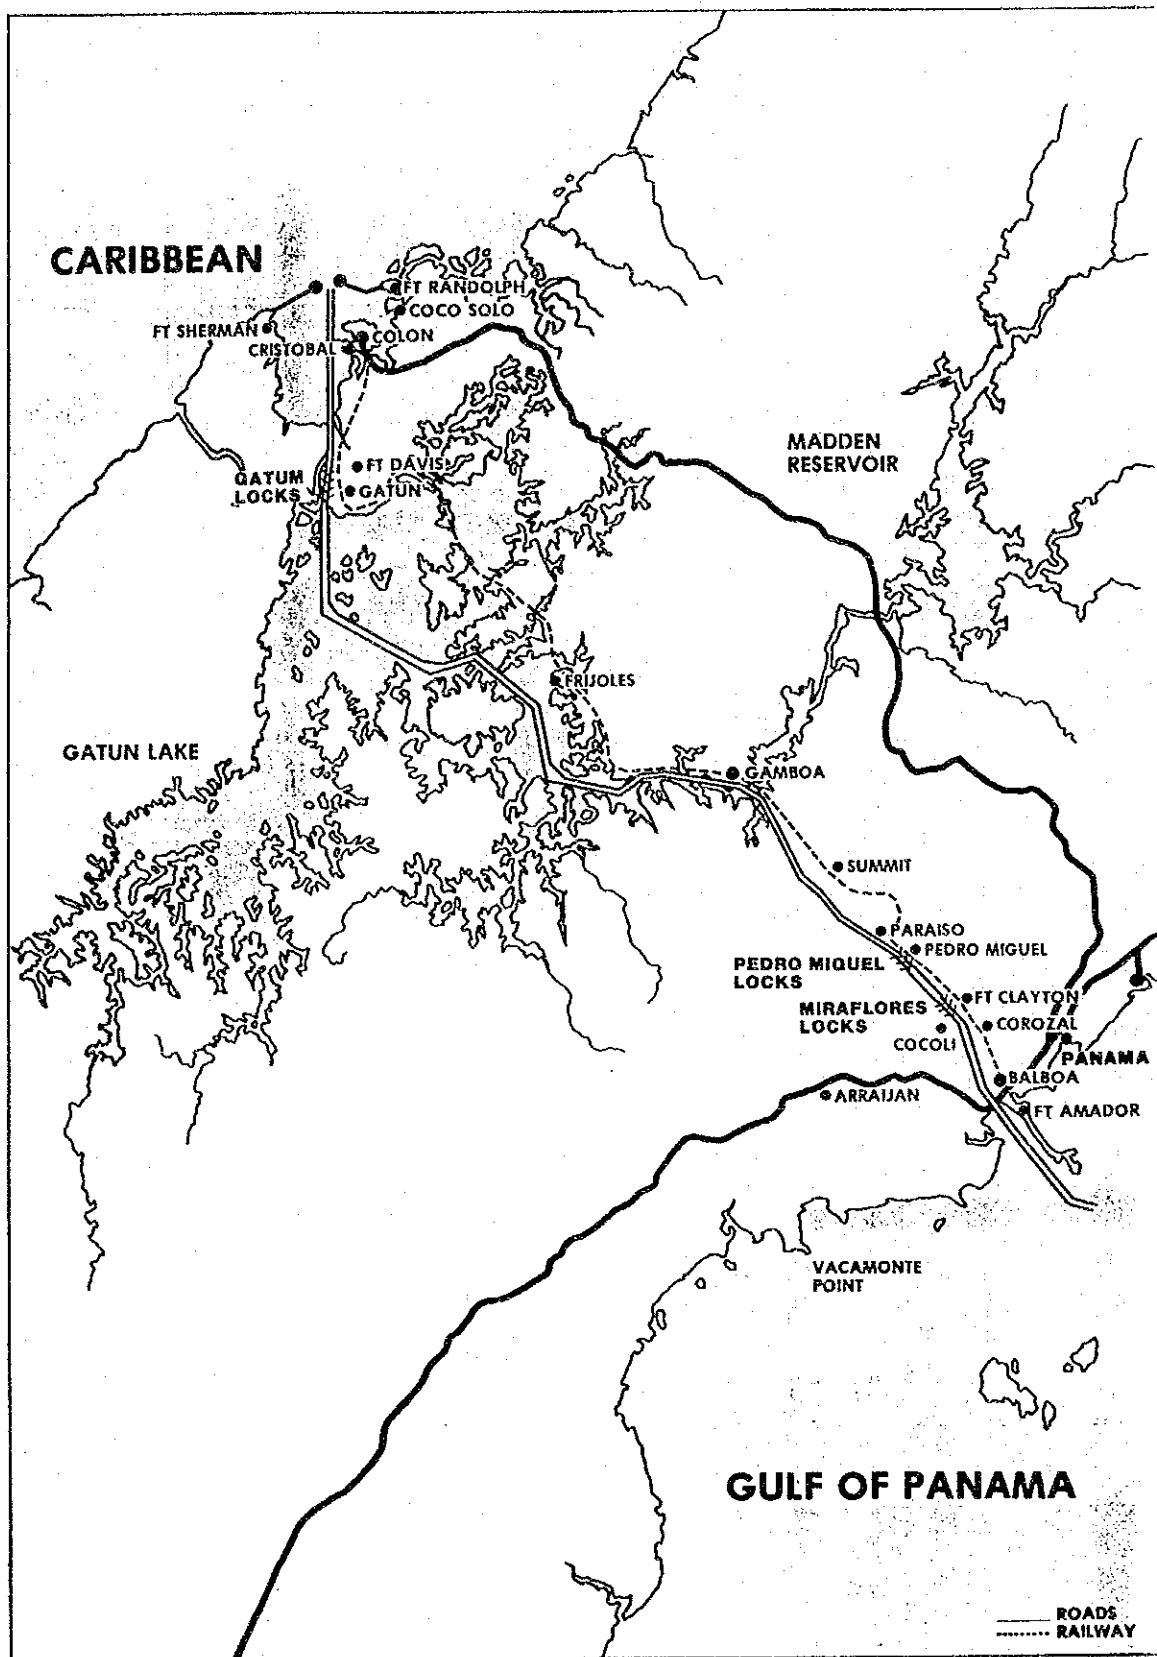 CARIBBEAN
FT RANDOLPH
COCO SOLO
FT SHERMAN
COLON
CRISTOBAL
MADDEN
RESERVOIR
FT DAVIS
GATUM
LOCKS
GATUN
FRIJOLES
GATUN LAKE
GAMBOA
SUMMIT
PARAISO
PEDRO MIGUEL
PEDRO MIQUEL
LOCKS
FT CLAYTON
MIRAFLORES
LOCKS
COROZAL
COCOLI
PANAMA
BALBOA
ARRAIJAN
FT AMADOR
VACAMONTE
POINT
GULF OF PANAMA
ROADS
RAILWAY